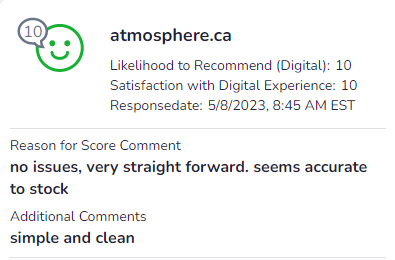 10
atmosphere.ca
Likelihood to Recommend (Digital): 10
Satisfaction with Digital Experience: 10
Responsedate: 5/8/2023, 8:45 AM EST
Reason for Score Comment
no issues, very straight forward. seems accurate
to stock
Additional Comments
simple and clean